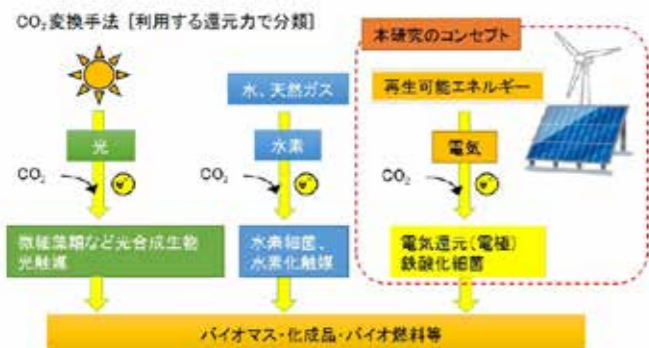 CO₂変換手法 [利用する還元力で分類]
本研究のコンセプト
水、天然ガス
再生可能エネルギー
光
水素
電気
CO₂
e⁻
CO₂
e⁻
CO₂
e⁻
微細藻類など光合成生物
光触媒
水素細菌、
水素化触媒
電気還元(電極)
鉄酸化細菌
バイオマス・化成品・バイオ燃料等